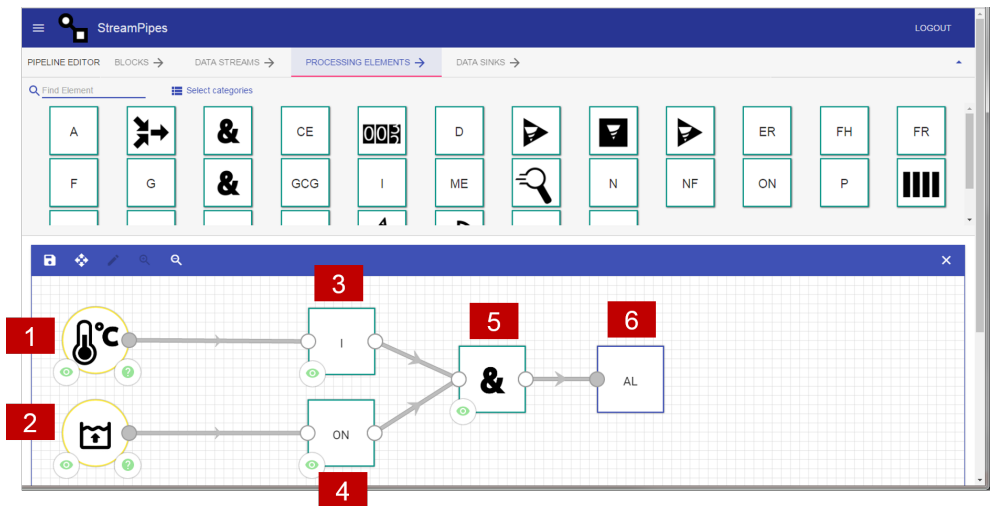 StreamPipes
LOGOUT
PIPELINE EDITOR BLOCKS DATA STREAMS PROCESSING ELEMENTS DATA SINKS
Find Element Select categories
A & CE D ER FH FR
F G & GCG I ME N NF ON P
3
5 6
1 °C I
& AL
2 ON
4